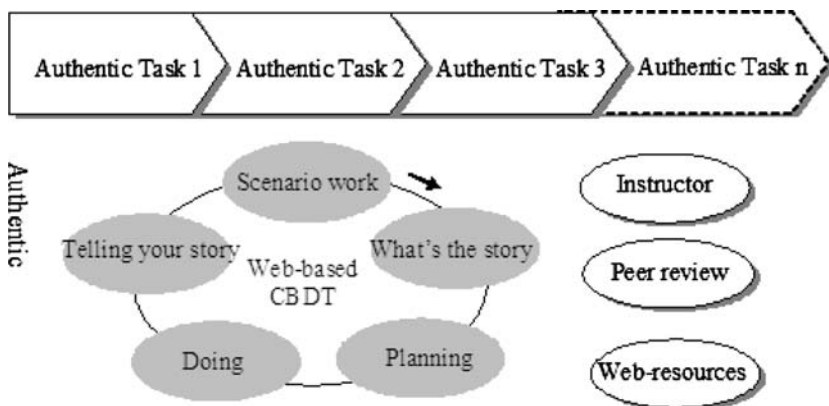 Authentic Task 1
Authentic Task 2
Authentic Task 3
Authentic Task n
Authentic
Scenario work
Telling your story
What's the story
Web-based
CBDT
Doing
Planning
Instructor
Peer review
Web-resources